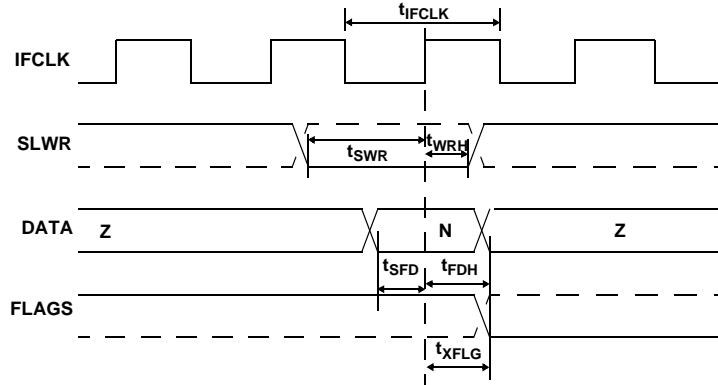 tIFCLK
IFCLK
SLWR
tSWR
tWRH
DATA
Z
N
Z
tSFD
tFDH
FLAGS
tXFLG